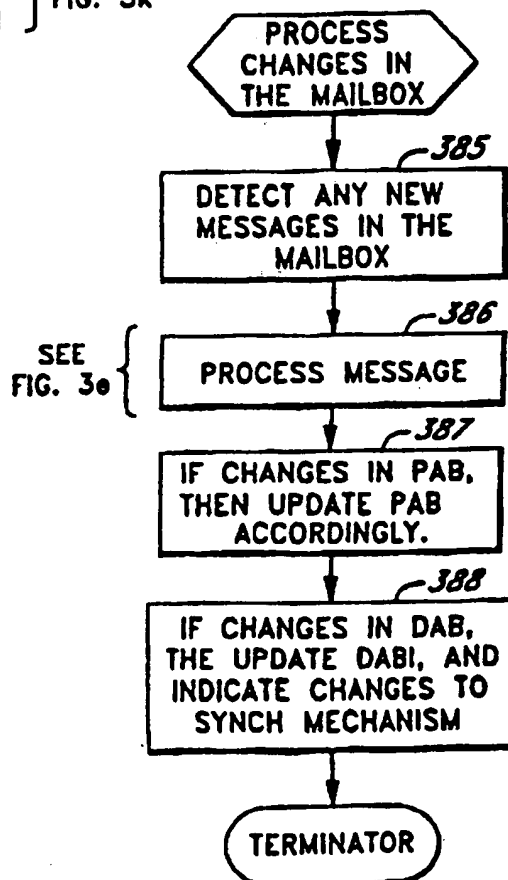 FIG. 3k
PROCESS
CHANGES IN
THE MAILBOX
385
DETECT ANY NEW
MESSAGES IN THE
MAILBOX
386
SEE
FIG. 3e
PROCESS MESSAGE
387
IF CHANGES IN PAB,
THEN UPDATE PAB
ACCORDINGLY.
388
IF CHANGES IN DAB,
THE UPDATE DABI, AND
INDICATE CHANGES TO
SYNCH MECHANISM
TERMINATOR